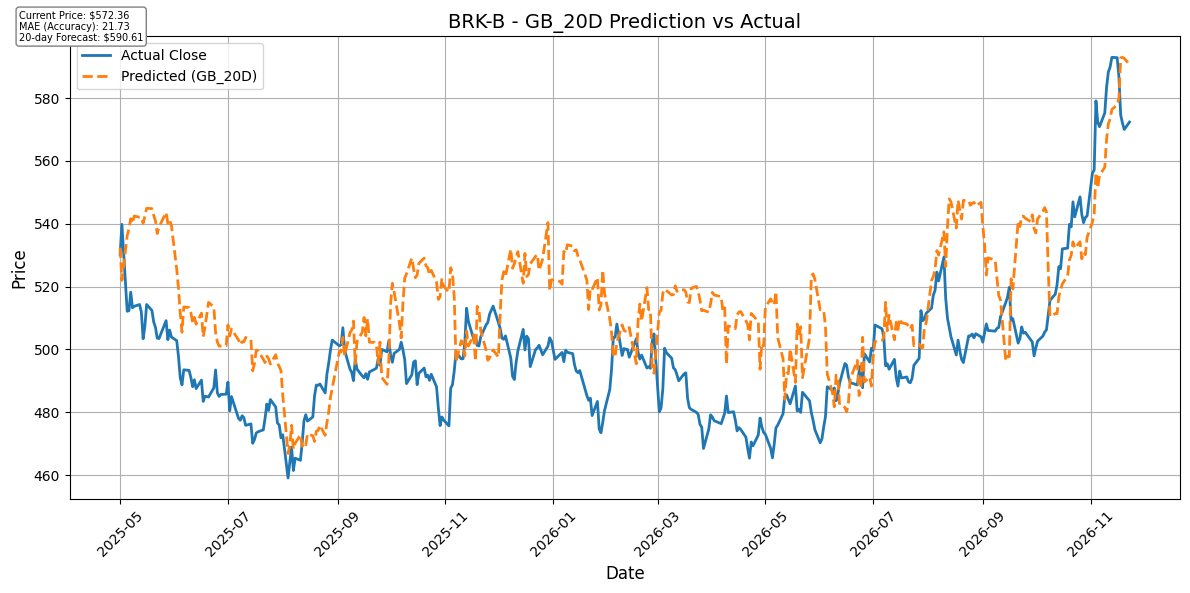 BRK-B - GB_20D Prediction vs Actual
Current Price: $572.36
MAE (Accuracy): 21.73
20-day Forecast: $590.61
Actual Close
Predicted (GB_20D)
Price
580
560
540
520
500
480
460
2025-05
2025-07
2025-09
2025-11
2026-01
2026-03
2026-05
2026-07
2026-09
2026-11
Date